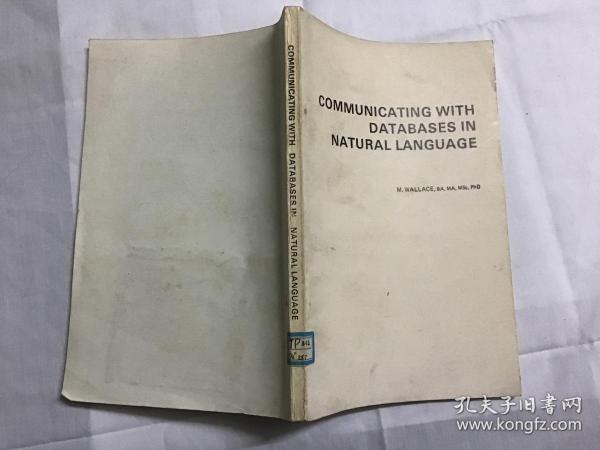 COMMUNICATING WITH DATABASES IN NATURAL LANGUAGE
TP
COMMUNICATING WITH
DATABASES IN
NATURAL LANGUAGE
M. WALLACE, BA, MA, MSc, PhD
孔夫子旧书网
www.kongfz.com